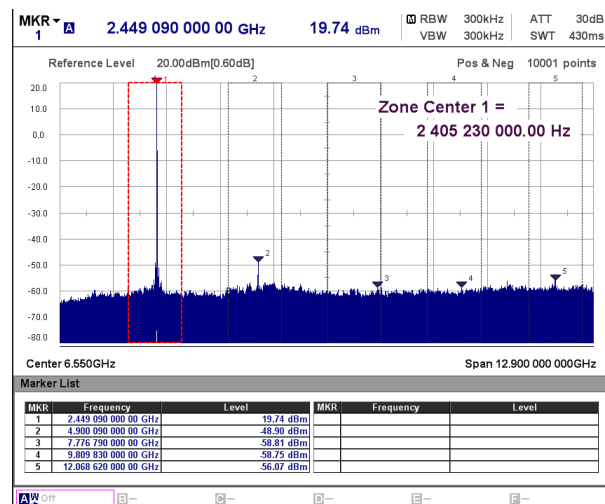 MKR A 2.449 090 000 00 GHz 19.74 dBm M RBW 300kHz ATT 30dB
1 VBW 300kHz SWT 430ms
Reference Level 20.00dBm[0.60dB] Pos & Neg 10001 points
1 2 3 4 5
20.0
Zone Center 1 =
10.0
2 405 230 000.00 Hz
0.0
-10.0
-20.0
-30.0
-40.0
-50.0
2
3 4 5
-60.0
-70.0
-80.0
Center 6.550GHz Span 12.900 000 000GHz
Marker List
MKR Frequency Level MKR Frequency Level
1 2.449 090 000 00 GHz 19.74 dBm
2 4.900 090 000 00 GHz -48.90 dBm
3 7.776 790 000 00 GHz -58.81 dBm
4 9.809 830 000 00 GHz -58.75 dBm
5 12.068 620 000 00 GHz -56.07 dBm
A W Off B— C— D— E— F—